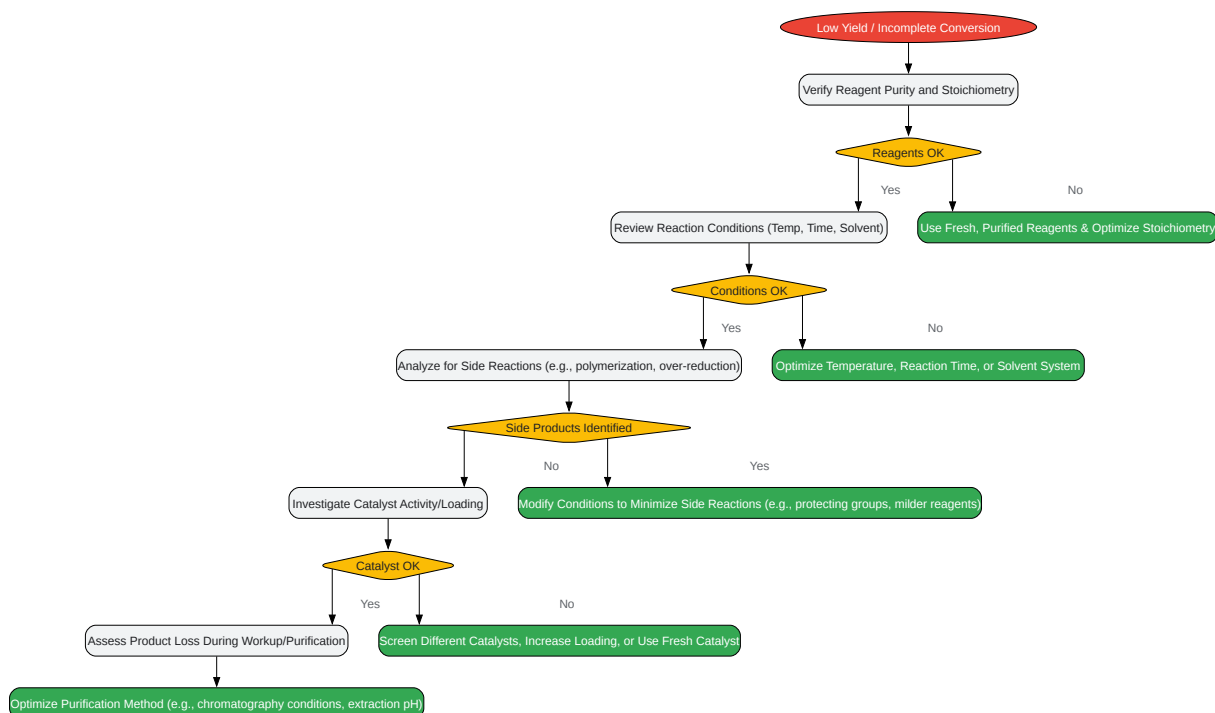 Low Yield / Incomplete Conversion
Verify Reagent Purity and Stoichiometry
Reagents OK
Yes
No
Review Reaction Conditions (Temp, Time, Solvent)
Use Fresh, Purified Reagents & Optimize Stoichiometry
Conditions OK
Yes
No
Analyze for Side Reactions (e.g., polymerization, over-reduction)
Optimize Temperature, Reaction Time, or Solvent System
Side Products Identified
No
Yes
Investigate Catalyst Activity/Loading
Modify Conditions to Minimize Side Reactions (e.g., protecting groups, milder reagents)
Catalyst OK
Yes
No
Assess Product Loss During Workup/Purification
Screen Different Catalysts, Increase Loading, or Use Fresh Catalyst
Optimize Purification Method (e.g., chromatography conditions, extraction pH)